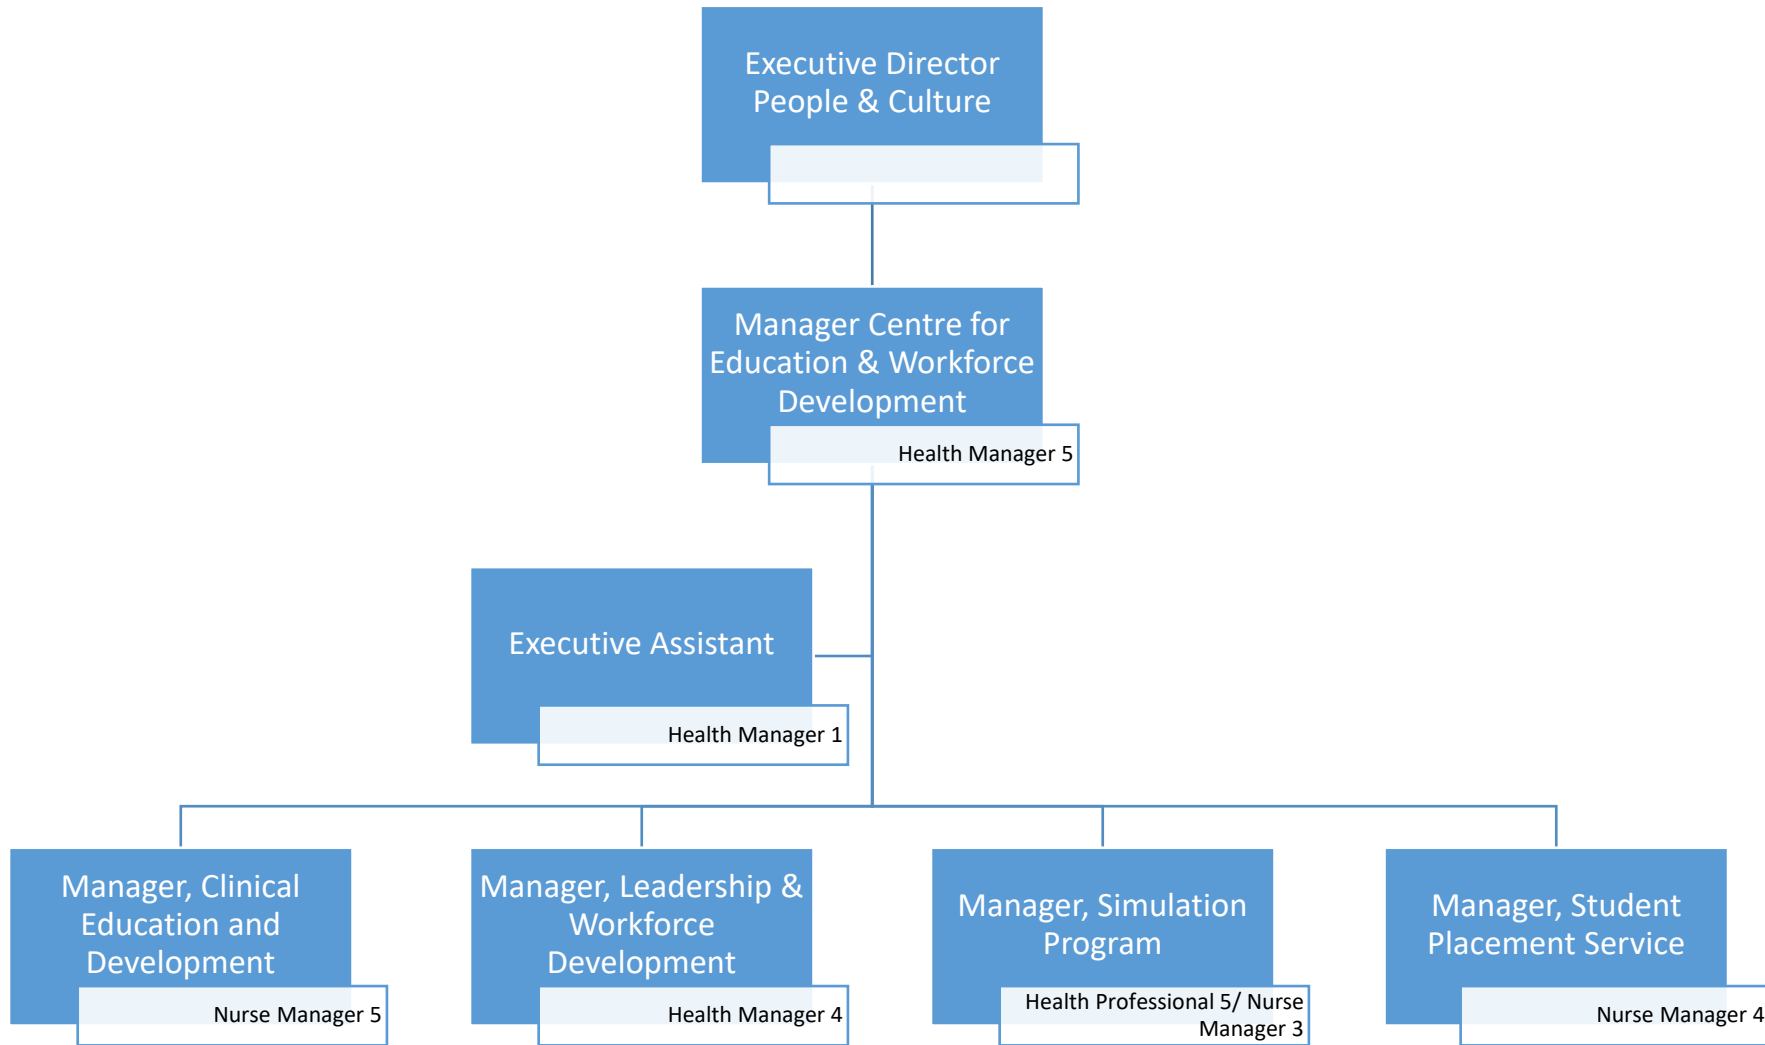 Executive Director
People & Culture
Manager Centre for
Education & Workforce
Development
Health Manager 5
Executive Assistant
Health Manager 1
Manager, Clinical
Education and
Development
Nurse Manager 5
Manager, Leadership &
Workforce
Development
Health Manager 4
Manager, Simulation
Program
Health Professional 5/ Nurse
Manager 3
Manager, Student
Placement Service
Nurse Manager 4